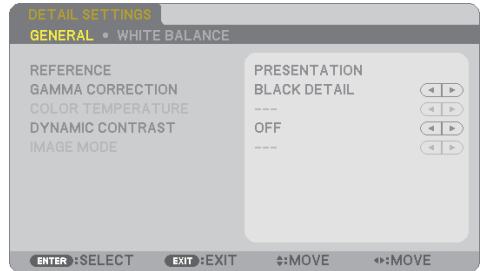 DETAIL SETTINGS
GENERAL • WHITE BALANCE
REFERENCE PRESENTATION
GAMMA CORRECTION BLACK DETAIL
COLOR TEMPERATURE ---
DYNAMIC CONTRAST OFF
IMAGE MODE ---
ENTER :SELECT EXIT :EXIT :MOVE :MOVE